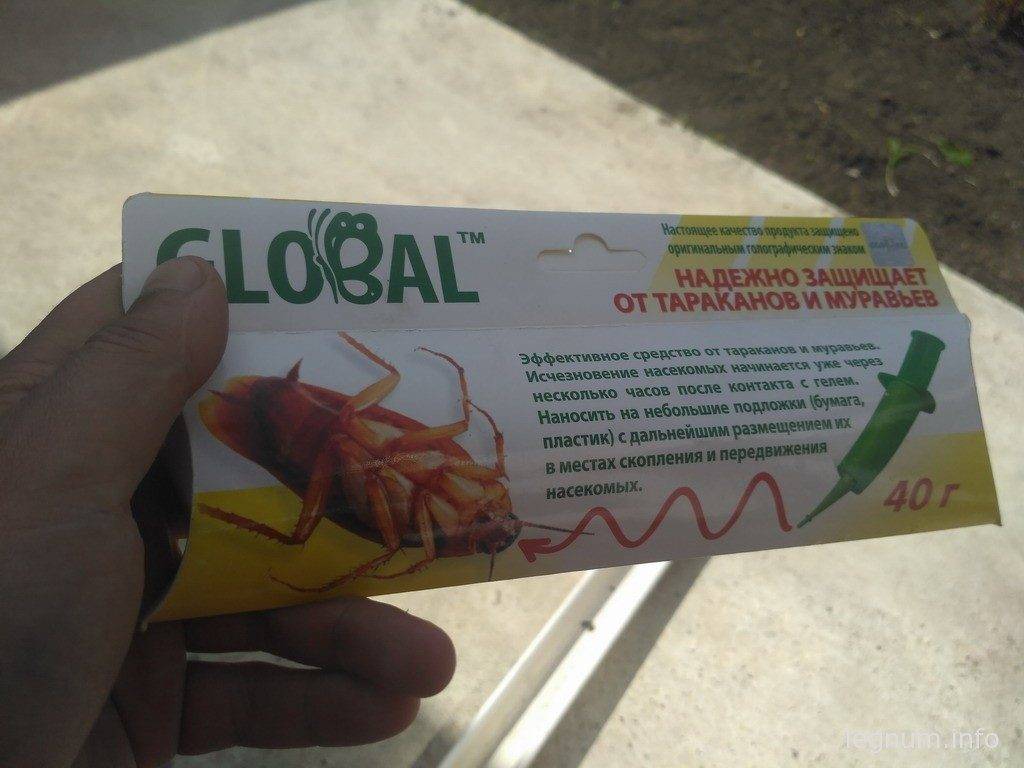 GLOBAL™
Настоящее качество продукта защищено
оригинальным голографическим знаком
НАДЕЖНО ЗАЩИЩАЕТ
ОТ ТАРАКАНОВ И МУРАВЬЕВ
Эффективное средство от тараканов и муравьев.
Исчезновение насекомых начинается уже через
несколько часов после контакта с гелем.
Наносить на небольшие подложки (бумага,
пластик) с дальнейшим размещением их
в местах скопления и передвижения
насекомых.
40 г
legnum.info